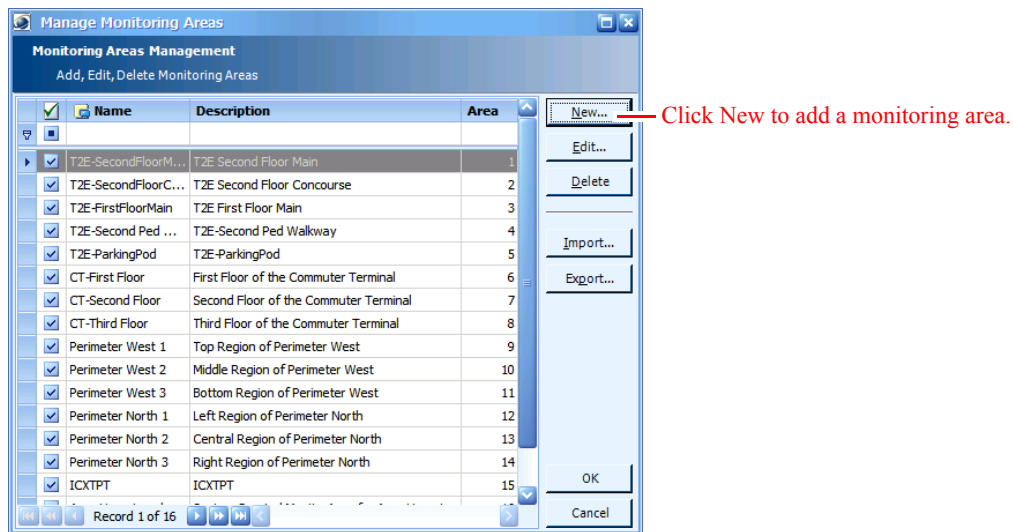 Manage Monitoring Areas
Monitoring Areas Management
Add, Edit, Delete Monitoring Areas
Name Description Area
T2E-SecondFloorM... T2E Second Floor Main 1
T2E-SecondFloorC... T2E Second Floor Concourse 2
T2E-FirstFloorMain T2E First Floor Main 3
T2E-Second Ped ... T2E-Second Ped Walkway 4
T2E-ParkingPod T2E-ParkingPod 5
CT-First Floor First Floor of the Commuter Terminal 6
CT-Second Floor Second Floor of the Commuter Terminal 7
CT-Third Floor Third Floor of the Commuter Terminal 8
Perimeter West 1 Top Region of Perimeter West 9
Perimeter West 2 Middle Region of Perimeter West 10
Perimeter West 3 Bottom Region of Perimeter West 11
Perimeter North 1 Left Region of Perimeter North 12
Perimeter North 2 Central Region of Perimeter North 13
Perimeter North 3 Right Region of Perimeter North 14
ICXTPT ICXTPT 15
Record 1 of 16
New...
Edit...
Delete
Import...
Export...
OK
Cancel
Click New to add a monitoring area.